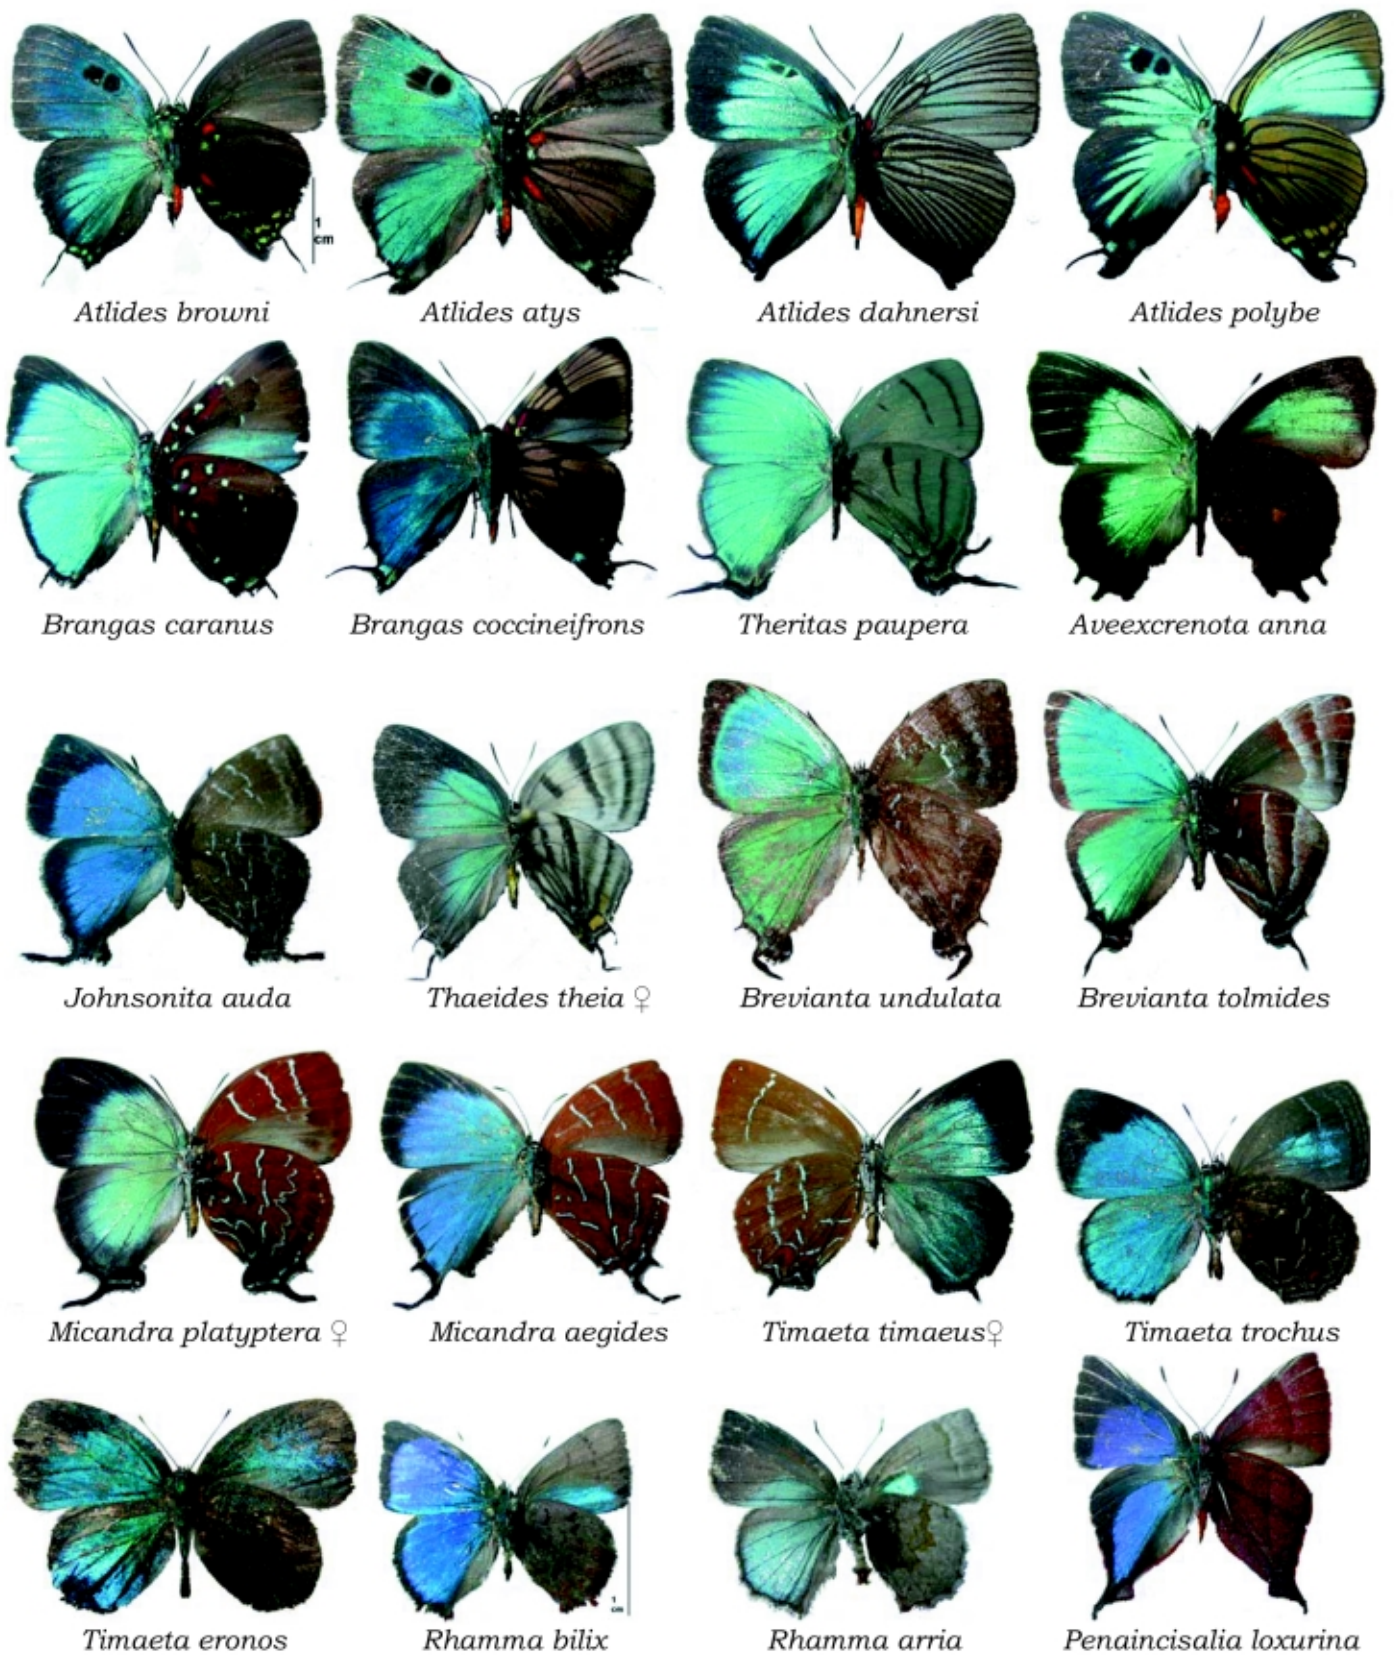 1
cm
Atlides browni Atlides atys Atlides dahnersi Atlides polybe
Brangas caranus Brangas coccineifrons Theritas paupera Aveexcrenota anna
Johnsonita auda Thaeides theia ♀ Brevianta undulata Brevianta tolmides
Micandra platyptera ♀ Micandra aegides Timaeta timaeus♀ Timaeta trochus
1
cm
Timaeta eronos Rhamma bilix Rhamma arria Penaincisalia loxurina